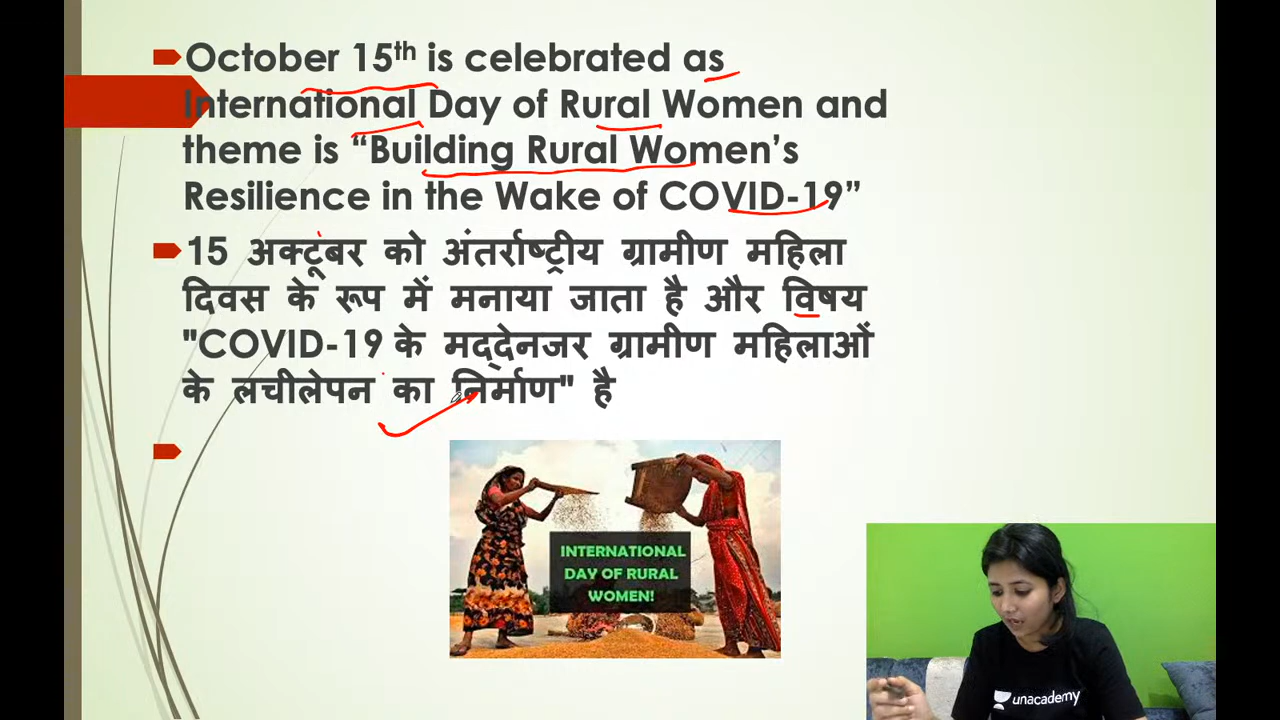 October 15th is celebrated as
International Day of Rural Women and
theme is “Building Rural Women’s
Resilience in the Wake of COVID-19”
15 अक्टूंबर को अंतर्राष्ट्रीय ग्रामीण महिला
दिवस के रूप में मनाया जाता है और विषय
"COVID-19 के मद्देनजर ग्रामीण महिलाओं
के लचीलेपन का निर्माण" है
INTERNATIONAL
DAY OF RURAL
WOMEN!
unacademy